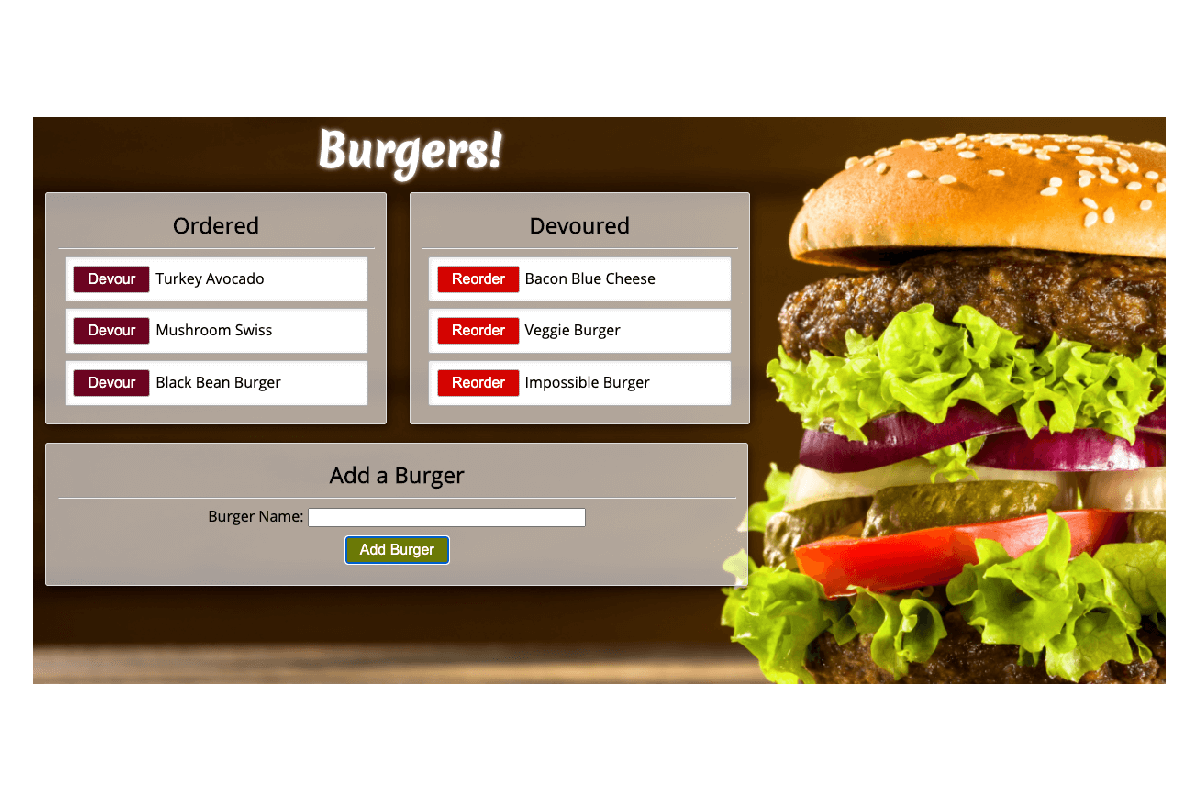 Burgers!
Ordered
Devour Turkey Avocado
Devour Mushroom Swiss
Devour Black Bean Burger
Devoured
Reorder Bacon Blue Cheese
Reorder Veggie Burger
Reorder Impossible Burger
Add a Burger
Burger Name:
Add Burger